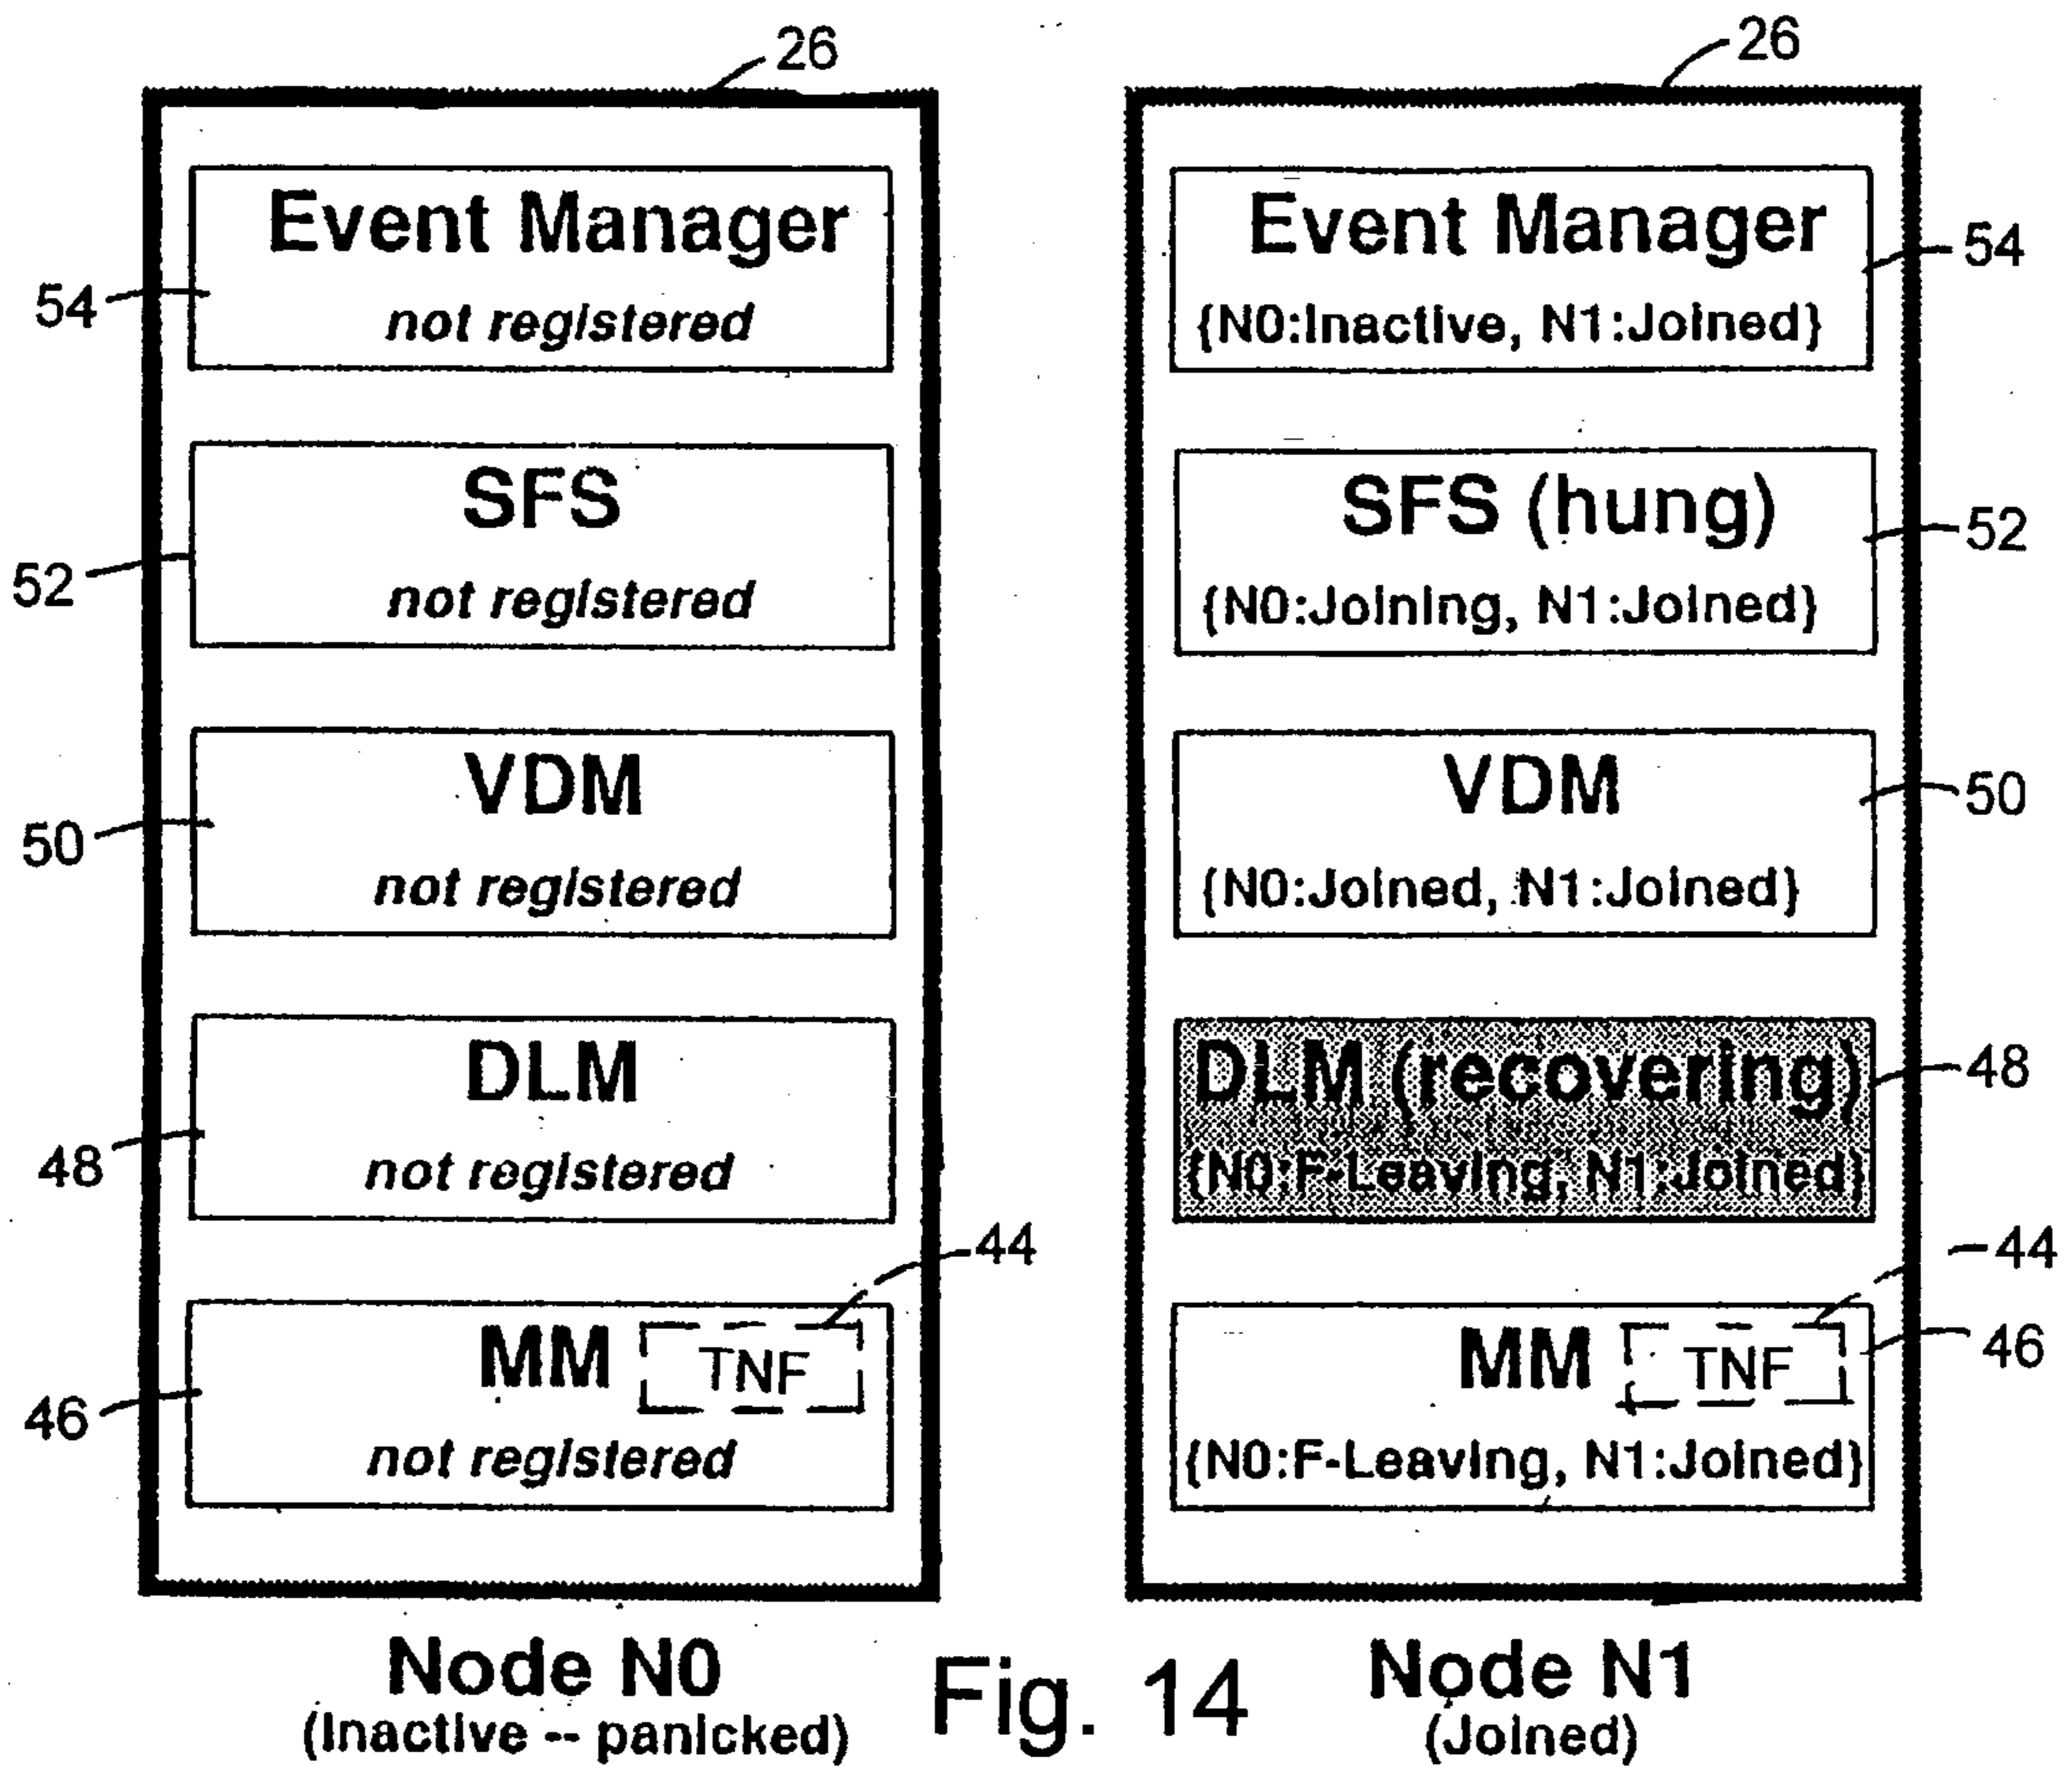 26
Event Manager
not registered
54
SFS
not registered
52
VDM
not registered
50
DLM
not registered
48
44
MM
TNF
not registered
46
Node N0
(Inactive -- panicked)
26
Event Manager
{N0:Inactive, N1:Joined}
54
SFS (hung)
{N0:Joining, N1:Joined}
52
VDM
{N0:Joined, N1:Joined}
50
DLM (recovering)
{N0:F-Leaving, N1:Joined}
48
44
MM
TNF
{N0:F-Leaving, N1:Joined}
46
Node N1
(Joined)
Fig. 14